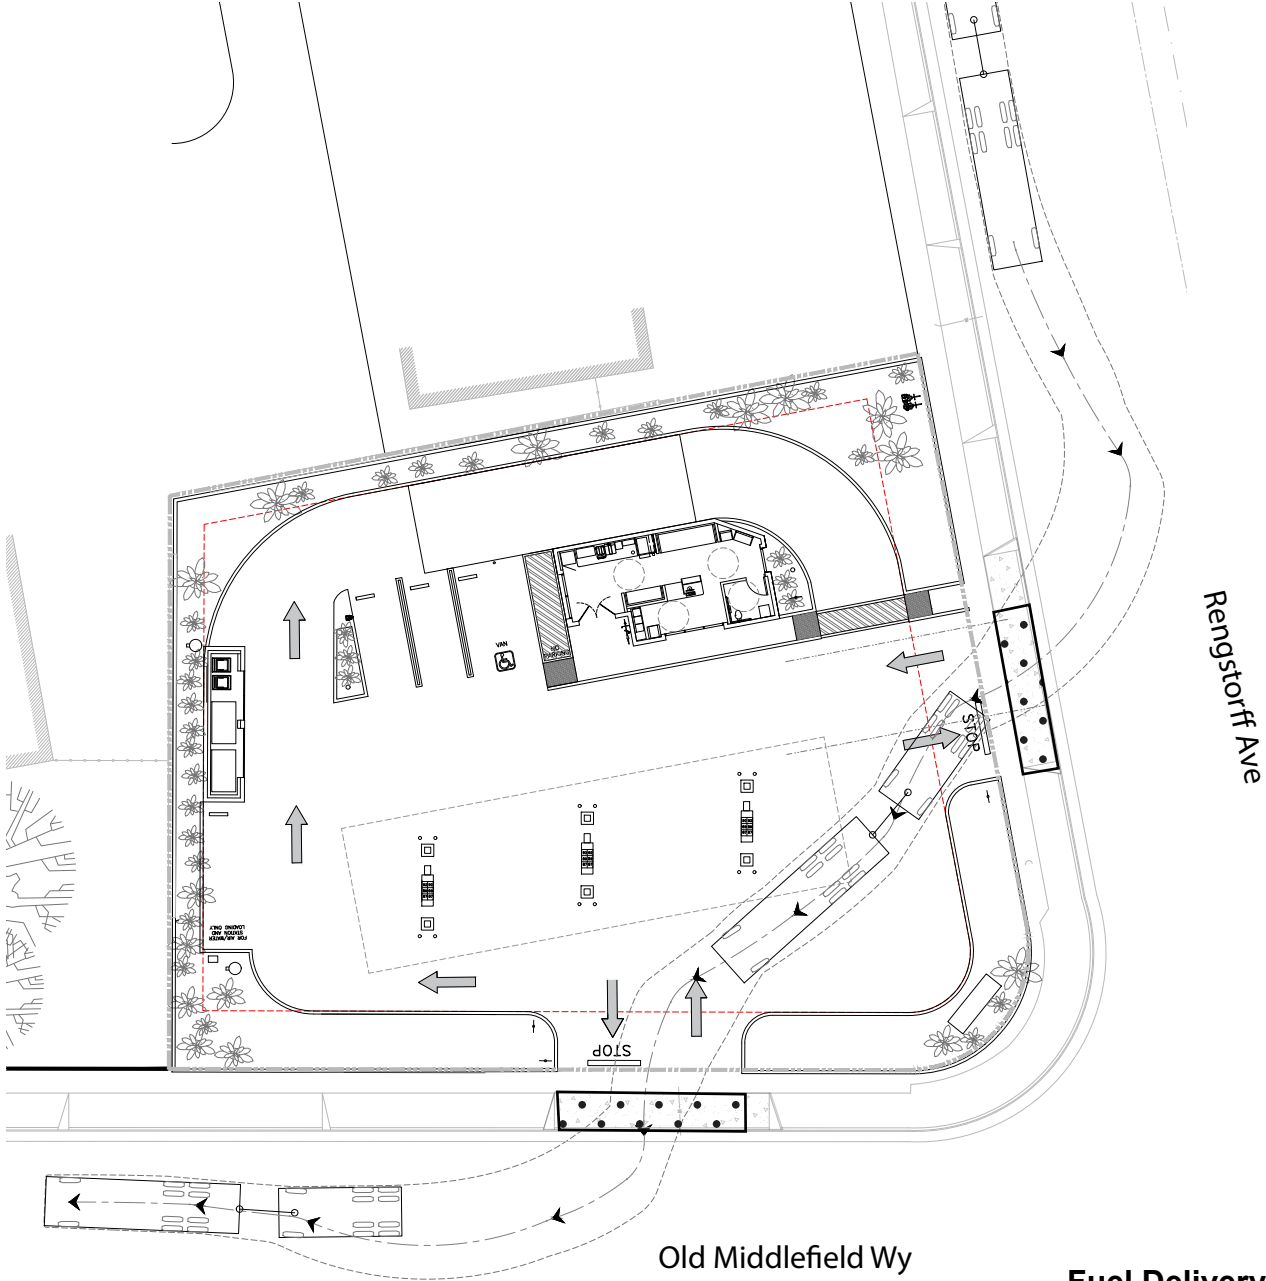 Rengstorff Ave
VAN
NO
PARKING
STOP
FOR AIR/WATER
STATION AND
LOADING ONLY
STOP
Old Middlefield Wy
Fuel Delivery